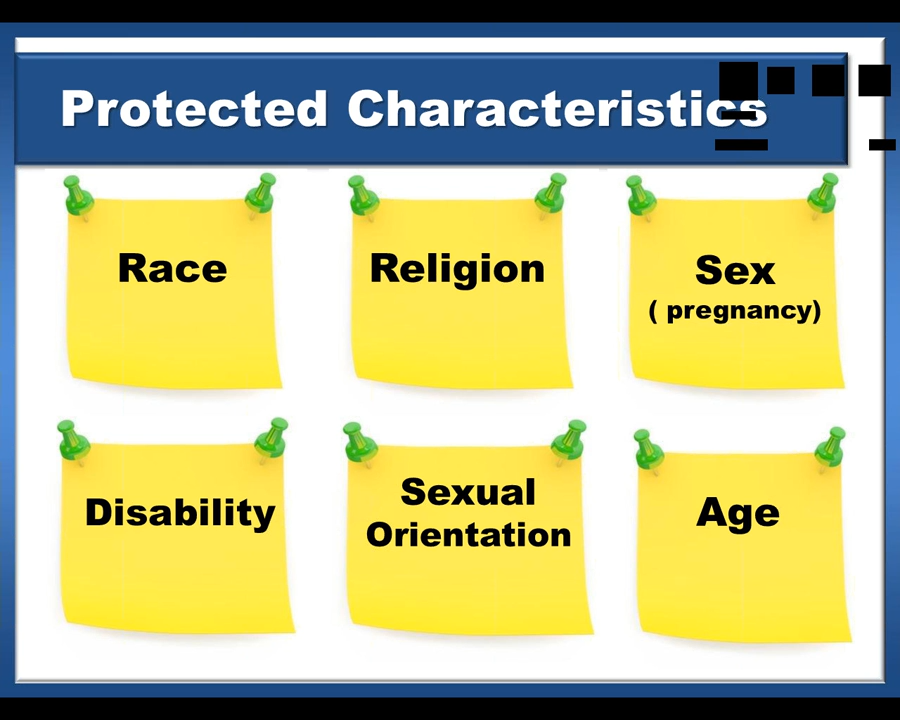 Protected Characteristics
Race
Religion
Sex
( pregnancy)
Disability
Sexual
Orientation
Age